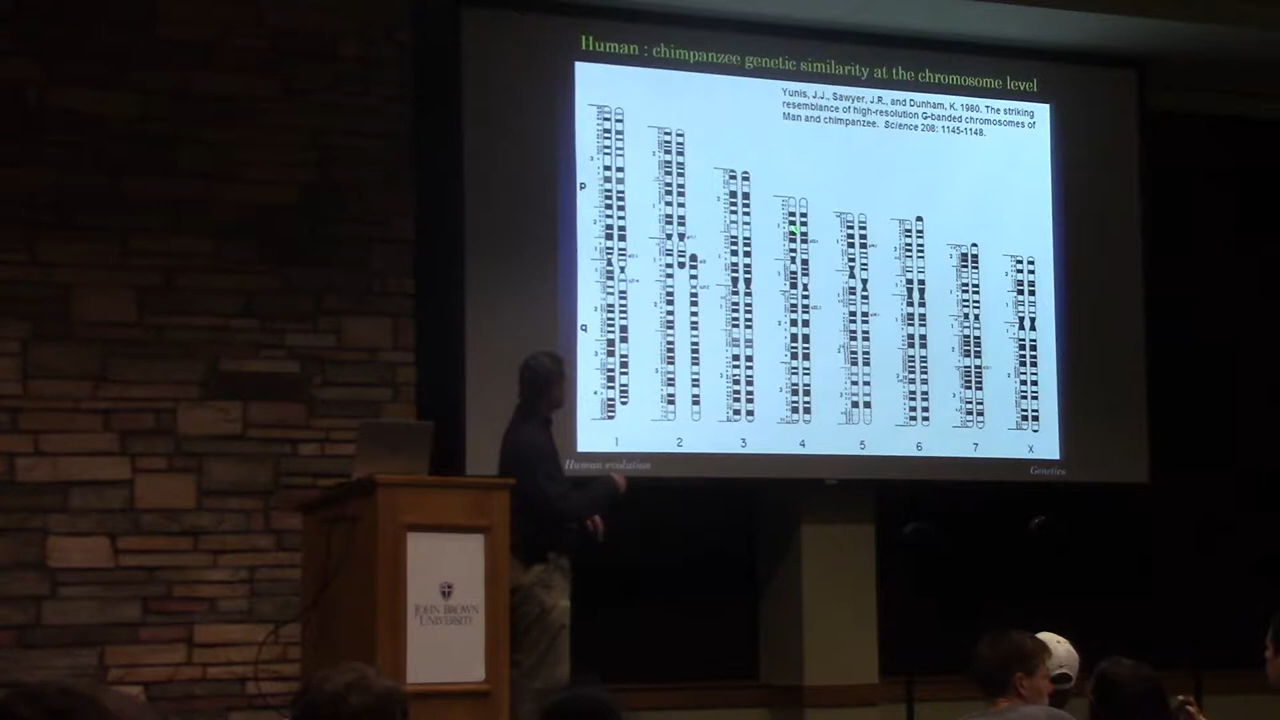 Human : chimpanzee genetic similarity at the chromosome level
Yunis, J.J., Sawyer, J.R., and Dunham, K. 1980. The striking
resemblance of high-resolution G-banded chromosomes of
Man and chimpanzee. Science 208: 1145-1148.
p
q
1 2 3 4 5 6 7 X
Human evolution
Genetics
JOHN BROWN
UNIVERSITY